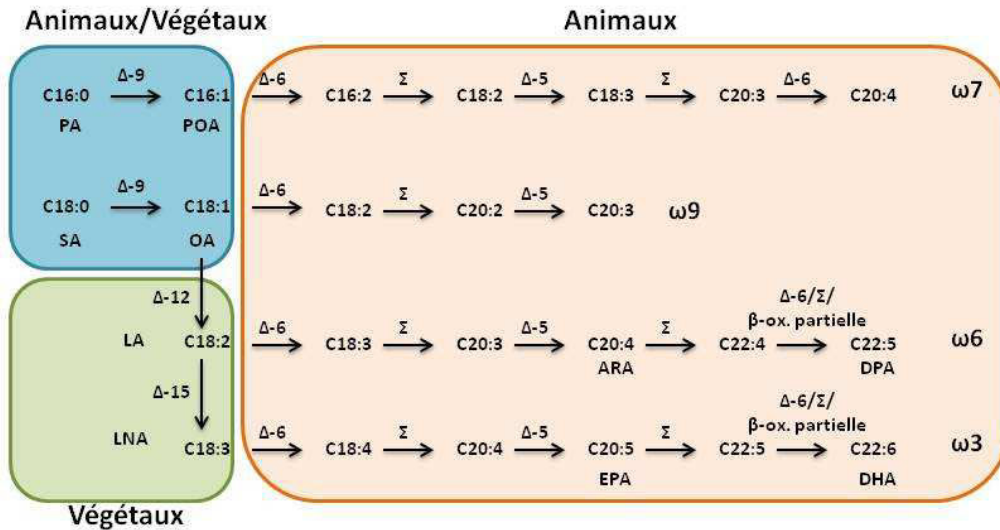 Animaux/Végétaux Animaux
Δ-9 Δ-6 Σ Δ-5 Σ Δ-6
C16:0 C16:1 C16:2 C18:2 C18:3 C20:3 C20:4 ω7
PA POA
Δ-9 Δ-6 Σ Δ-5
C18:0 C18:1 C18:2 C20:2 C20:3 ω9
SA OA
Δ-12
Δ-6/Σ/
Δ-6 Σ Δ-5 Σ β-ox. partielle
LA C18:2 C18:3 C20:3 C20:4 C22:4 C22:5 ω6
ARA DPA
Δ-15
Δ-6/Σ/
Δ-6 Σ Δ-5 Σ β-ox. partielle
LNA C18:3 C18:4 C20:4 C20:5 C22:5 C22:6 ω3
EPA DHA
Végétaux